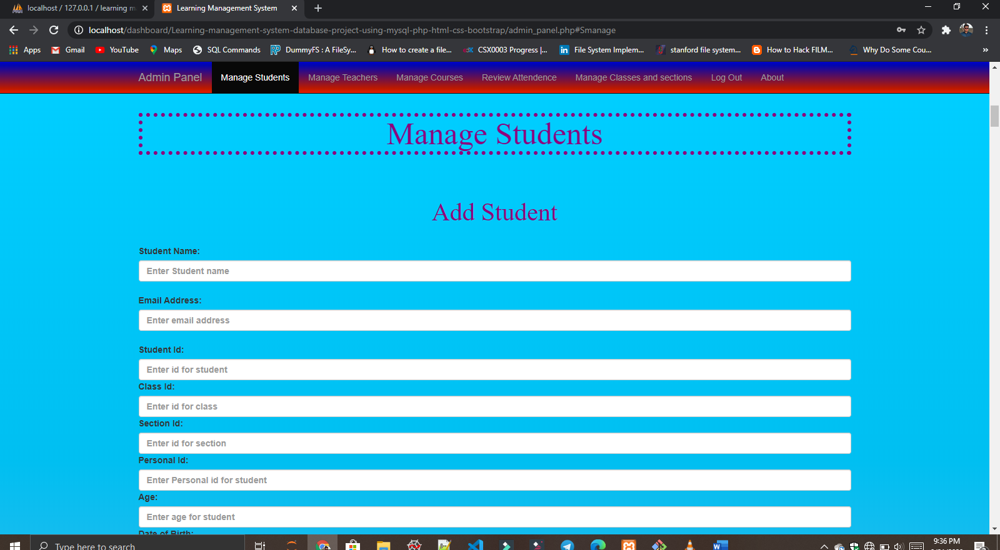 localhost / 127.0.0.1 / learning m
Learning Management System
localhost/dashboard/Learning-management-system-database-project-using-mysql-php-html-css-bootstrap/admin_panel.php#Smanage
Apps Gmail YouTube Maps SQL Commands DummyFS : A FileSy... How to create a file... CSX0003 Progress |... File System Implem... stanford file system... How to Hack FILM... Why Do Some Cou... »
Admin Panel Manage Students Manage Teachers Manage Courses Review Attendence Manage Classes and sections Log Out About
Manage Students
Add Student
Student Name:
Enter Student name
Email Address:
Enter email address
Student Id:
Enter id for student
Class Id:
Enter id for class
Section Id:
Enter id for section
Personal Id:
Enter Personal id for student
Age:
Enter age for student
Date of Birth:
Type here to search
9:36 PM